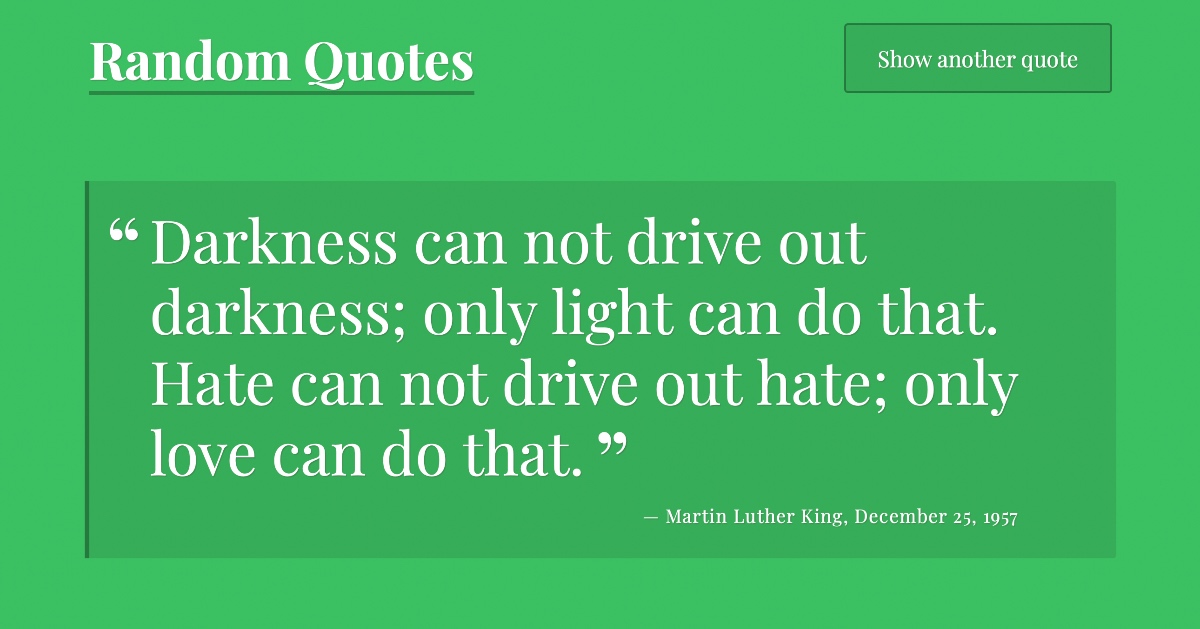 Random Quotes
Show another quote
“ Darkness can not drive out
darkness; only light can do that.
Hate can not drive out hate; only
love can do that. ”
— Martin Luther King, December 25, 1957